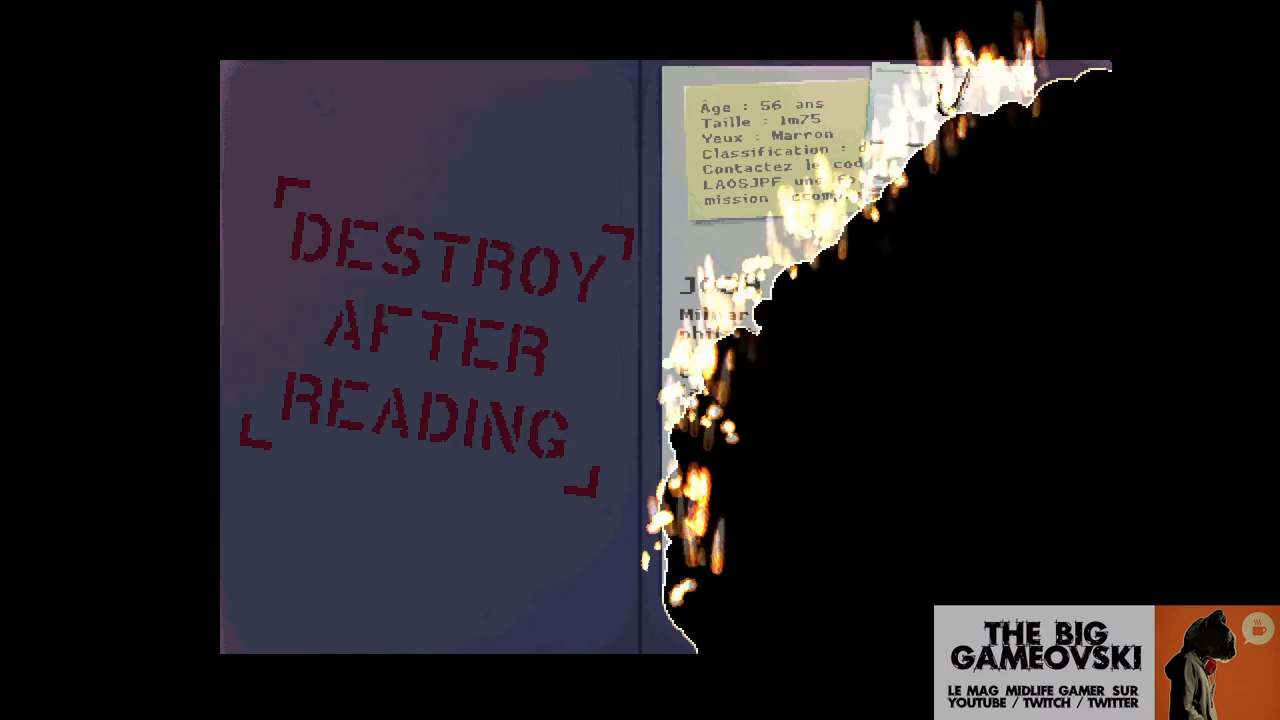 DESTROY
AFTER
READING
Âge : 56 ans
Taille : 1m75
Yeux : Marron
Classification :
Contactez le
LAOSJPF une
mission
THE BIG
GAMEOVSKI
LE MAG MIDLIFE GAMER SUR
YOUTUBE / TWITCH / TWITTER